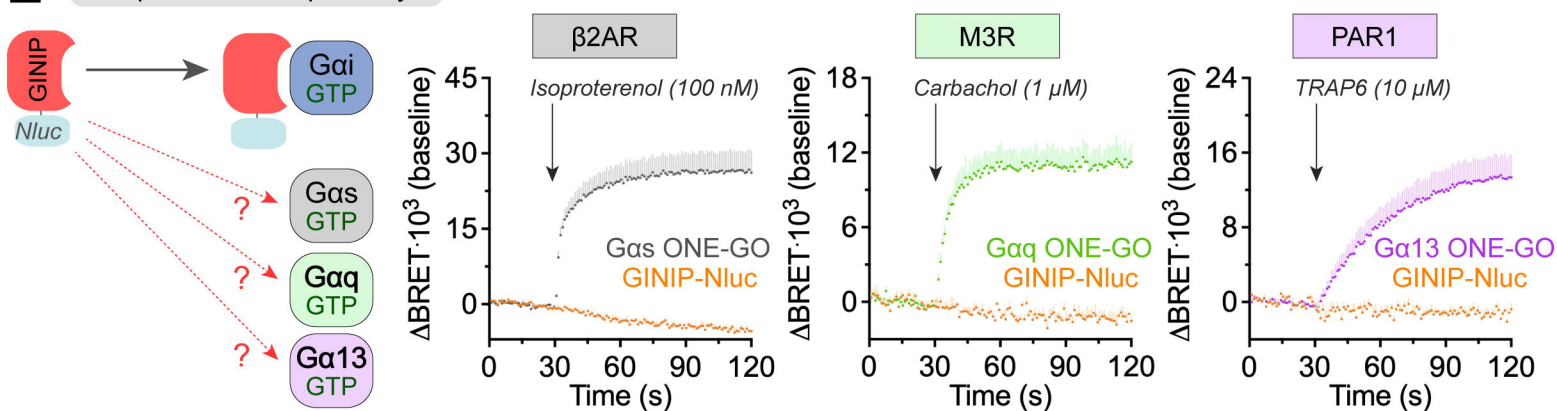 GINIP
Nluc
Gαi
GTP
?
Gαs
GTP
?
Gαq
GTP
?
Gα13
GTP
β2AR
ΔBRET·10³ (baseline)
45
30
15
0
Isoproterenol (100 nM)
Gαs ONE-GO
GINIP-Nluc
0 30 60 90 120
Time (s)
M3R
ΔBRET·10³ (baseline)
18
12
6
0
Carbachol (1 μM)
Gαq ONE-GO
GINIP-Nluc
0 30 60 90 120
Time (s)
PAR1
ΔBRET·10³ (baseline)
24
16
8
0
TRAP6 (10 μM)
Gα13 ONE-GO
GINIP-Nluc
0 30 60 90 120
Time (s)